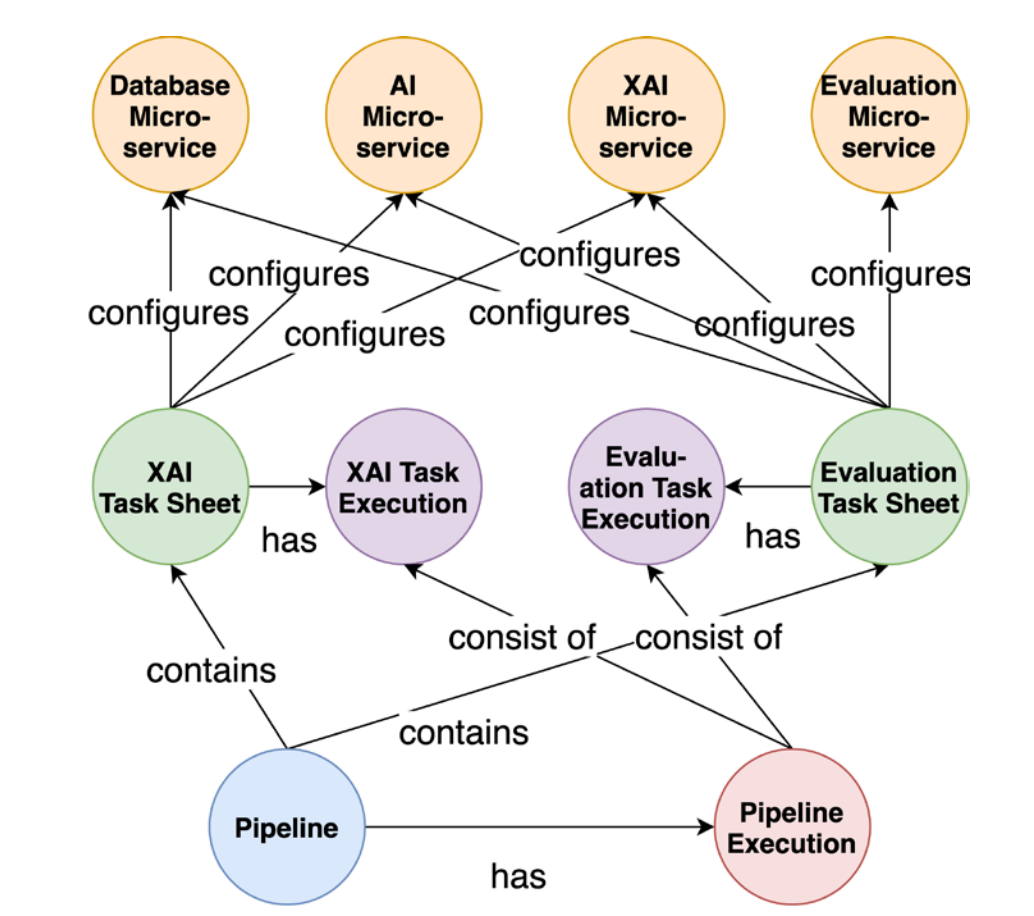 Database
Micro-
service
AI
Micro-
service
XAI
Micro-
service
Evaluation
Micro-
service
configures
configures
configures
configures
configures
configures
configures
XAI
Task Sheet
XAI Task
Execution
Evalu-
ation Task
Execution
Evaluation
Task Sheet
has
has
consist of
consist of
contains
contains
Pipeline
Pipeline
Execution
has